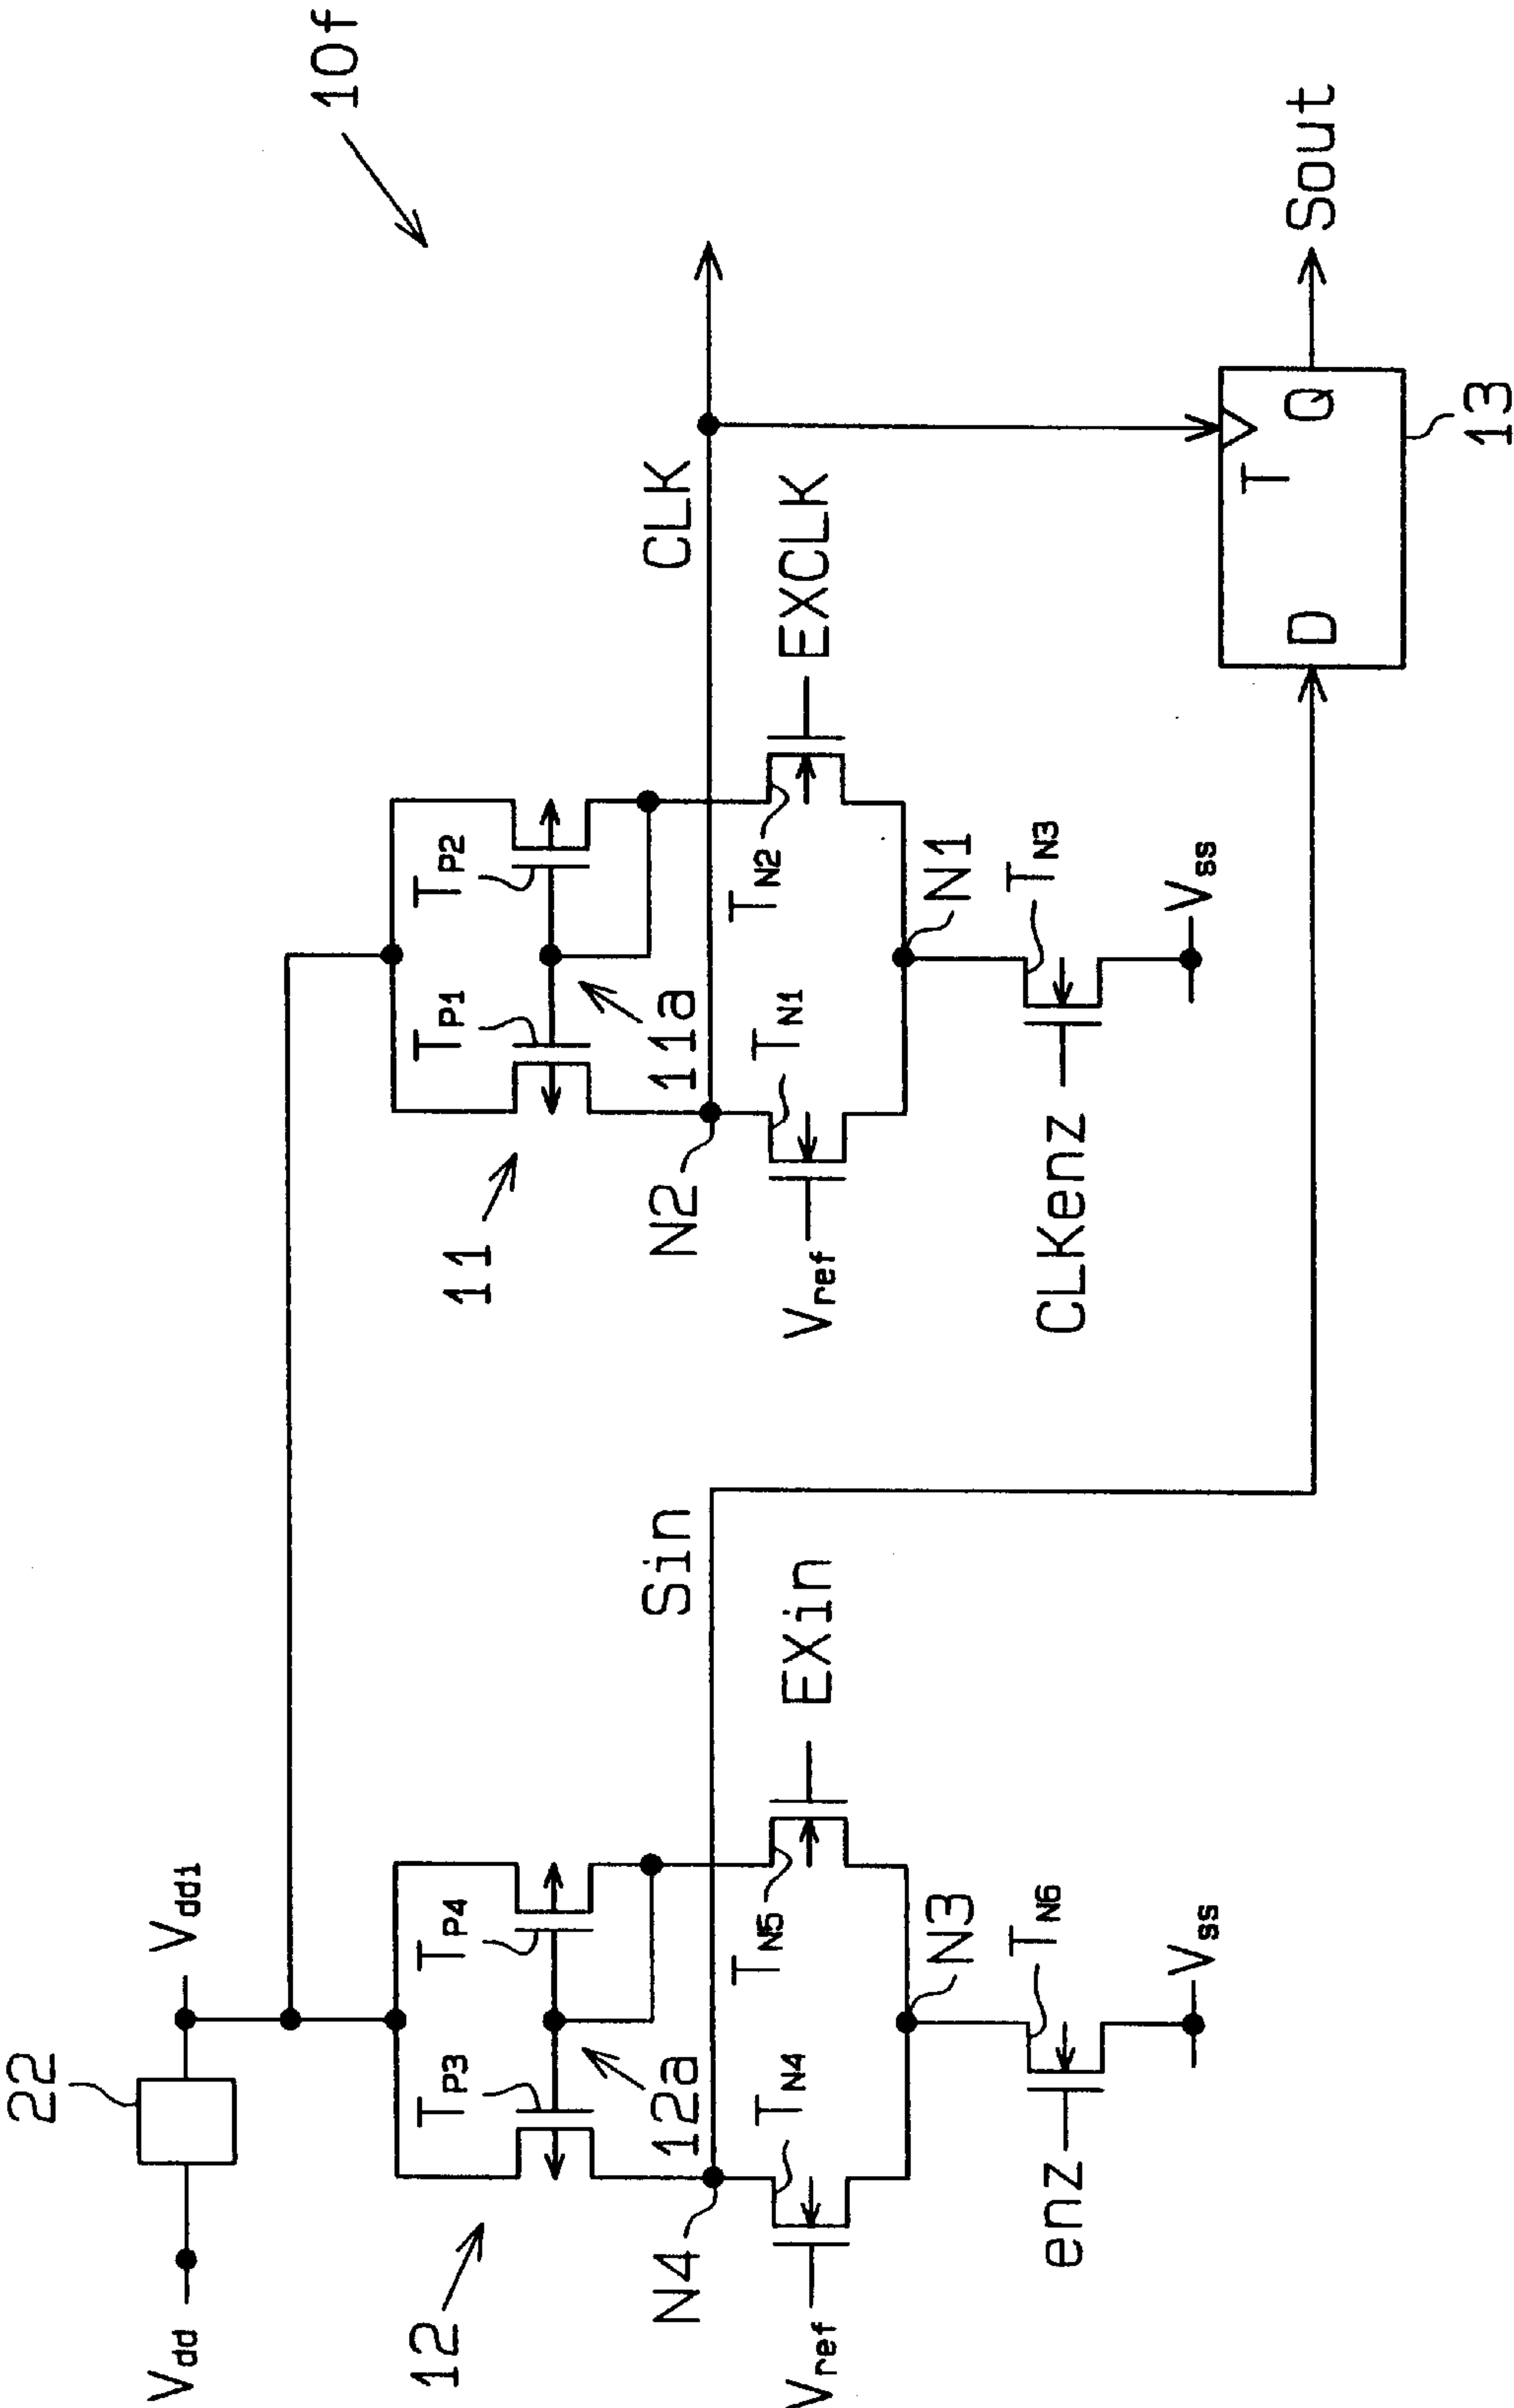 10f
22
Vdd
Vddi
12
TP3
TP4
12a
N4
Sin
Vref
TN4
TN5
EXin
N3
enz
TN6
Vss
11
TP1
TP2
11a
N2
CLK
Vref
TN1
TN2
EXCLK
N1
CLKenz
TN3
Vss
D
T
Q
13
Sout